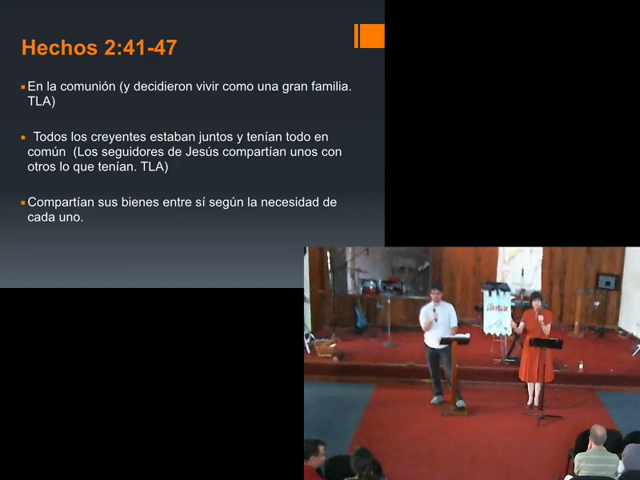 Hechos 2:41-47
En la comunión (y decidieron vivir como una gran familia.
TLA)
Todos los creyentes estaban juntos y tenían todo en
común (Los seguidores de Jesús compartían unos con
otros lo que tenían. TLA)
Compartían sus bienes entre sí según la necesidad de
cada uno.